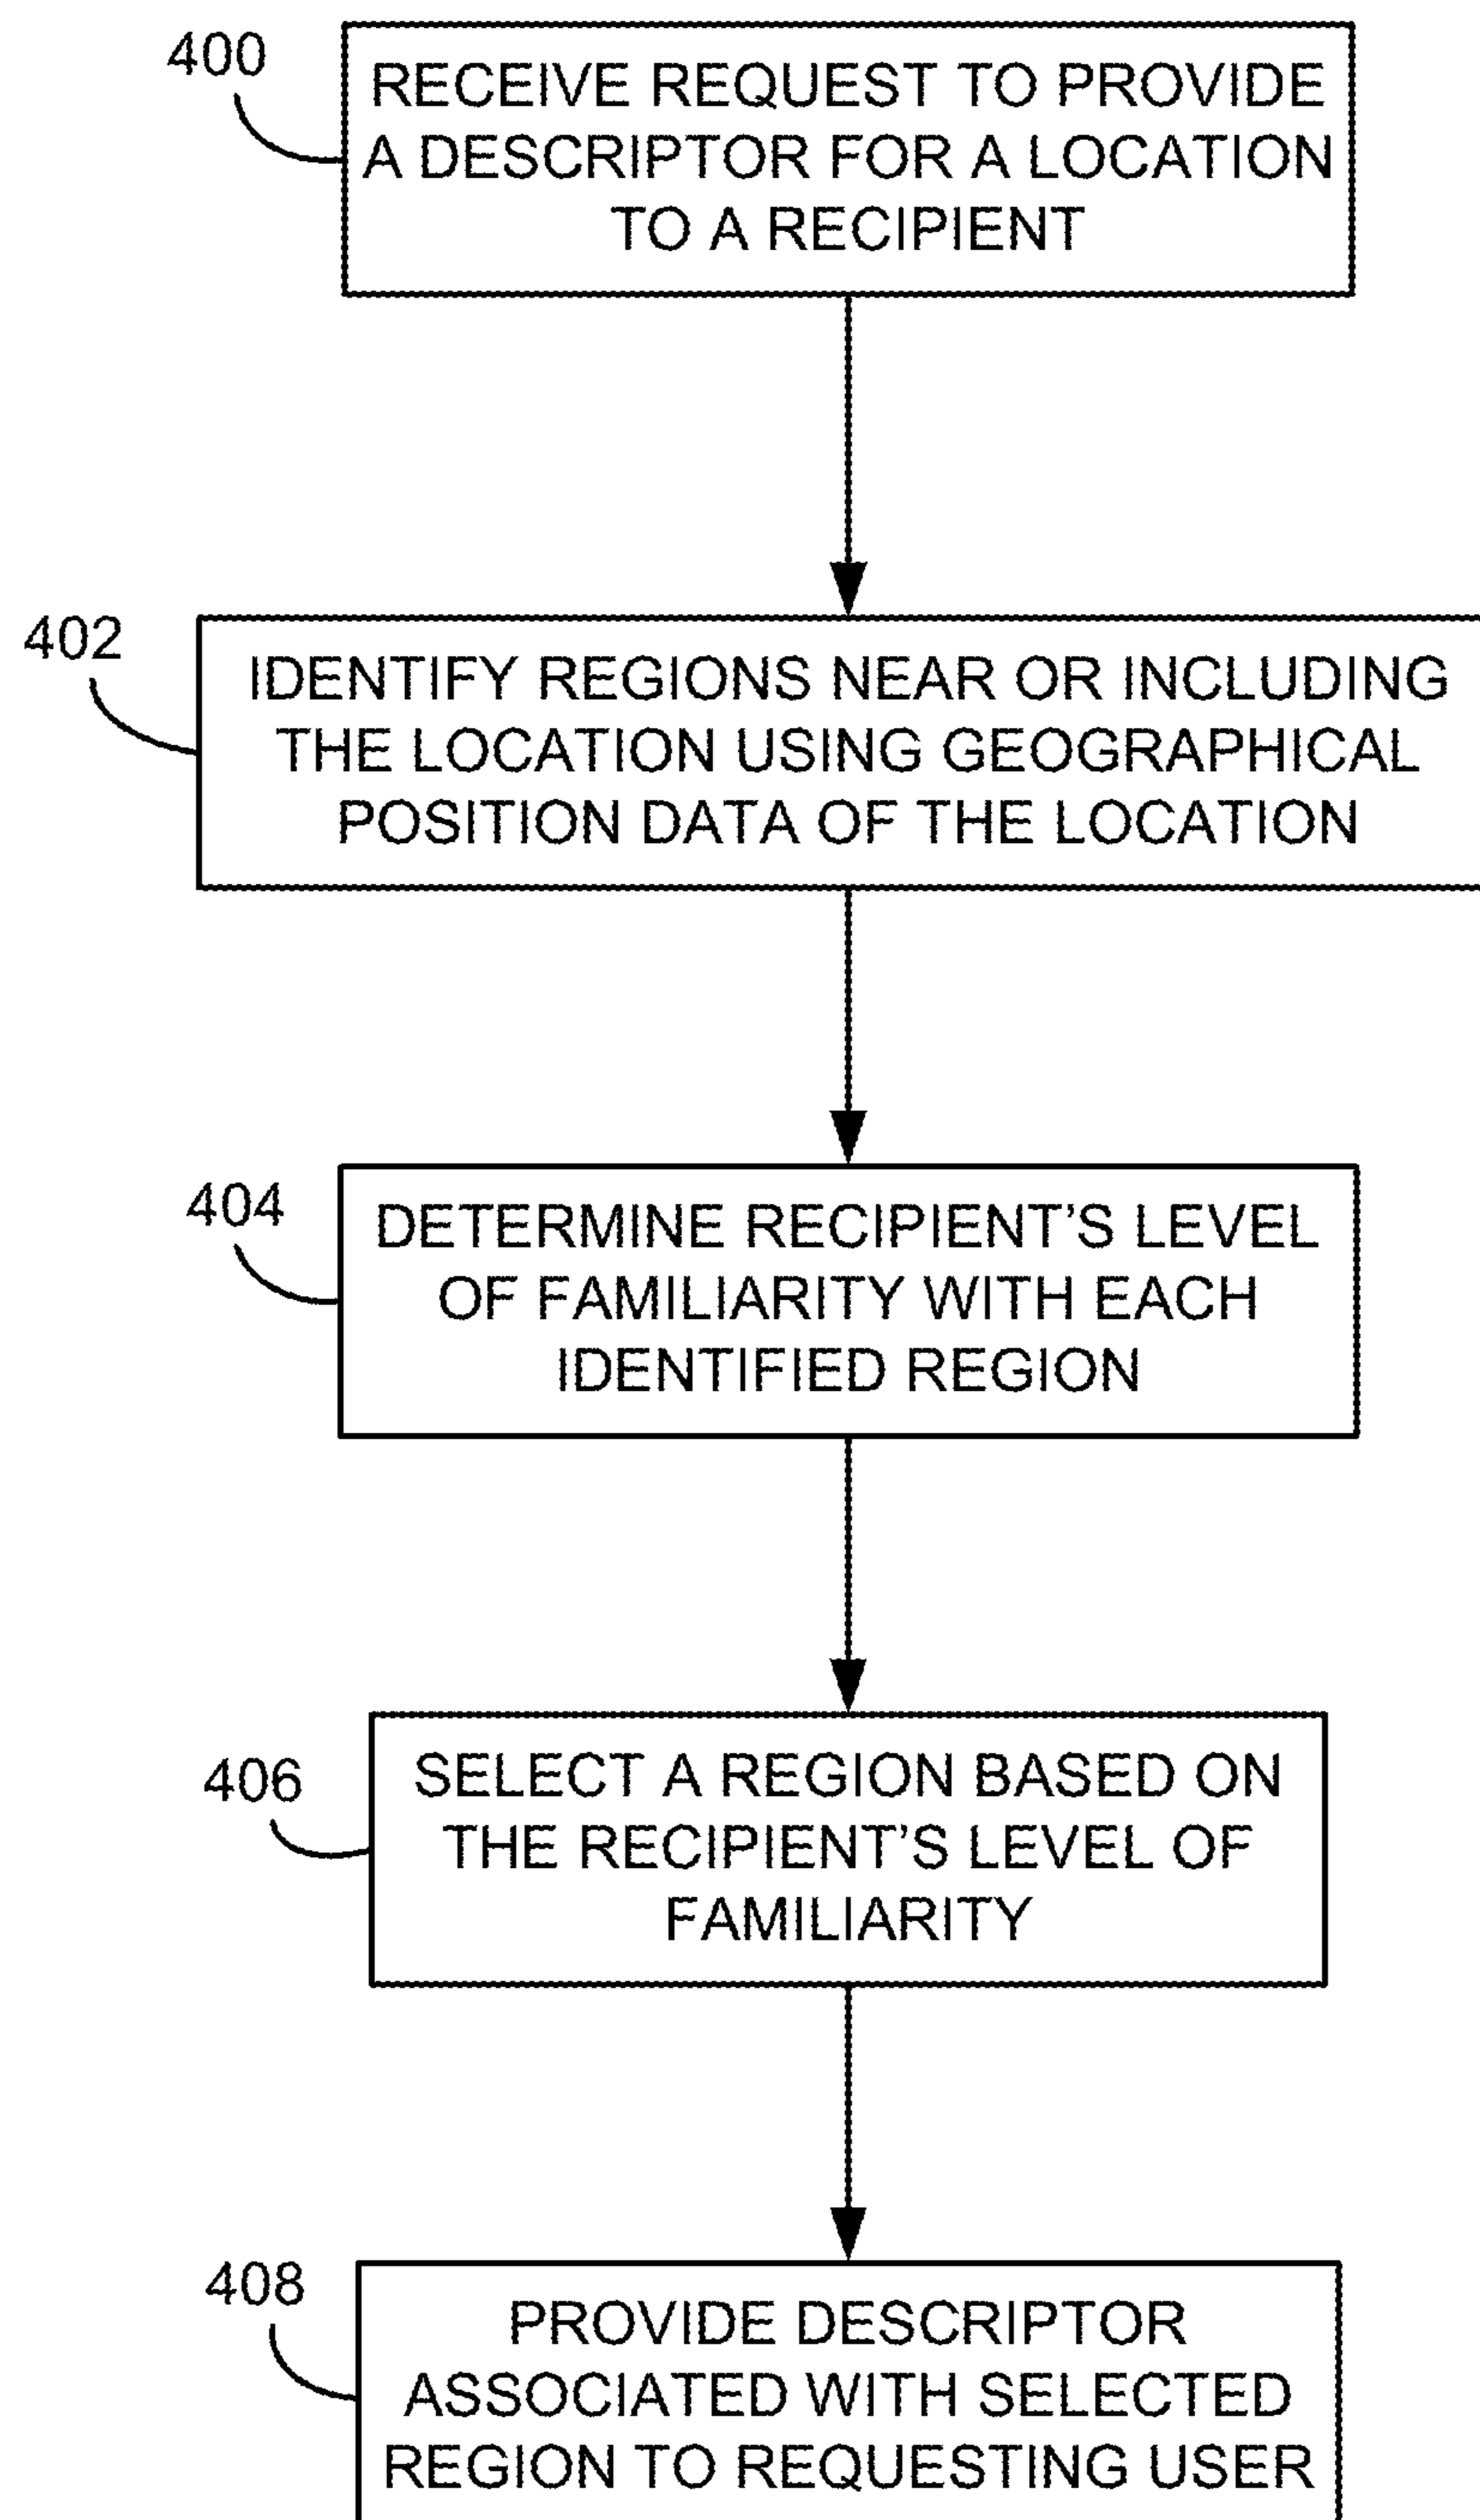 400
RECEIVE REQUEST TO PROVIDE
A DESCRIPTOR FOR A LOCATION
TO A RECIPIENT
402
IDENTIFY REGIONS NEAR OR INCLUDING
THE LOCATION USING GEOGRAPHICAL
POSITION DATA OF THE LOCATION
404
DETERMINE RECIPIENT’S LEVEL
OF FAMILIARITY WITH EACH
IDENTIFIED REGION
406
SELECT A REGION BASED ON
THE RECIPIENT’S LEVEL OF
FAMILIARITY
408
PROVIDE DESCRIPTOR
ASSOCIATED WITH SELECTED
REGION TO REQUESTING USER